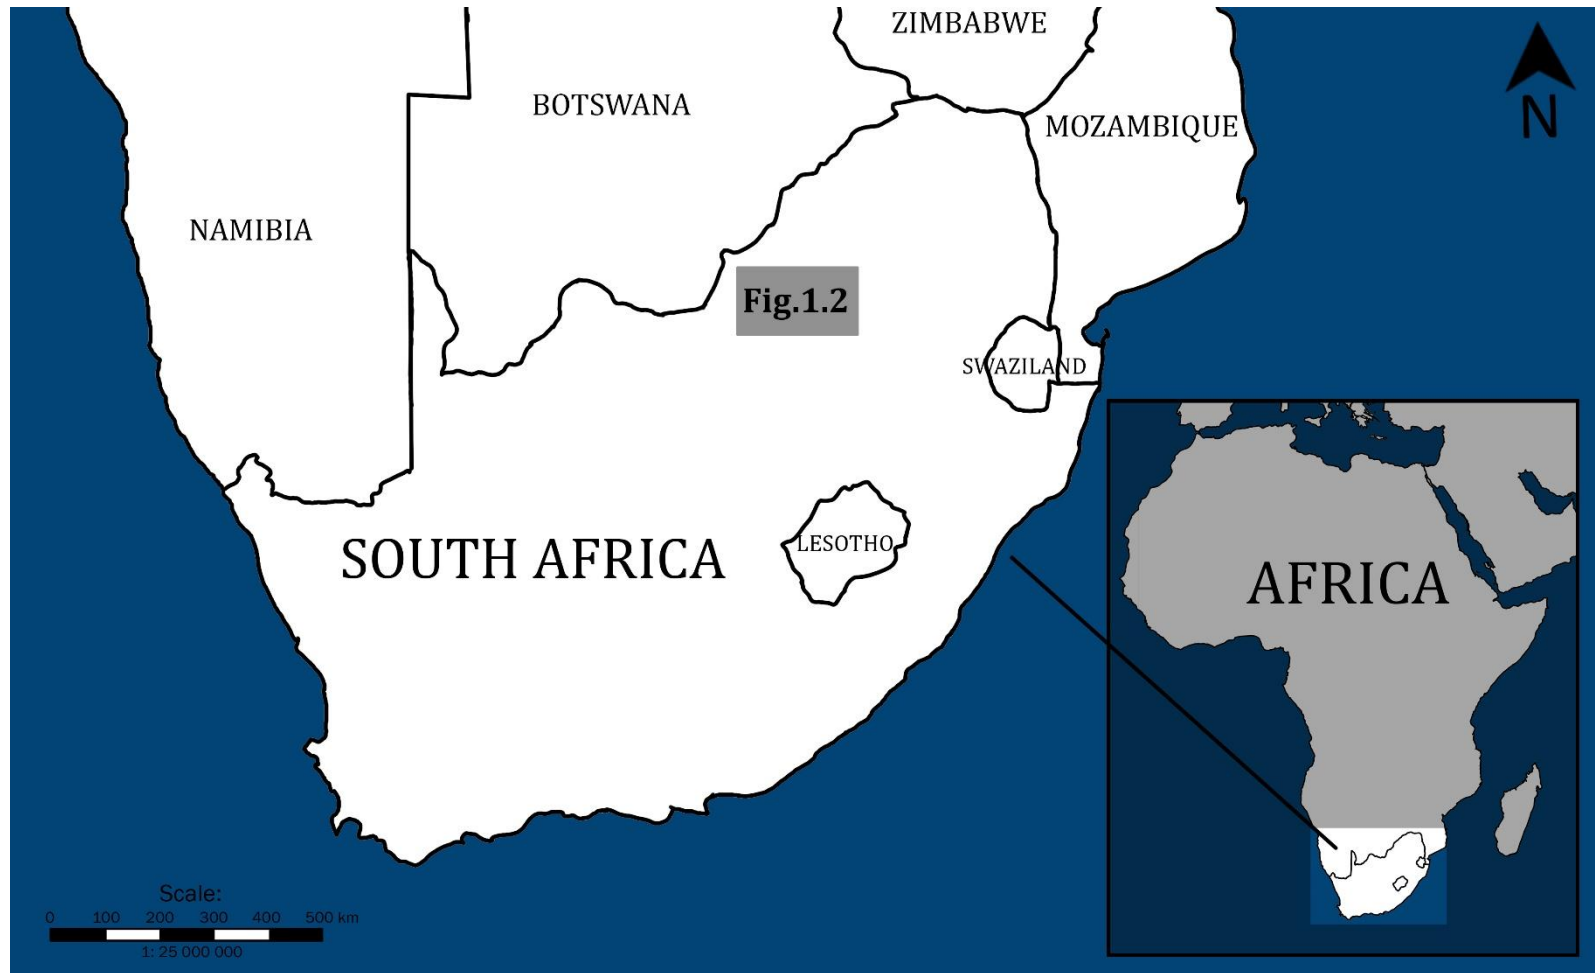 ZIMBABWE
BOTSWANA
MOZAMBIQUE
N
NAMIBIA
Fig.1.2
SWAZILAND
SOUTH AFRICA
LESOTHO
AFRICA
Scale:
0 100 200 300 400 500 km
1: 25 000 000